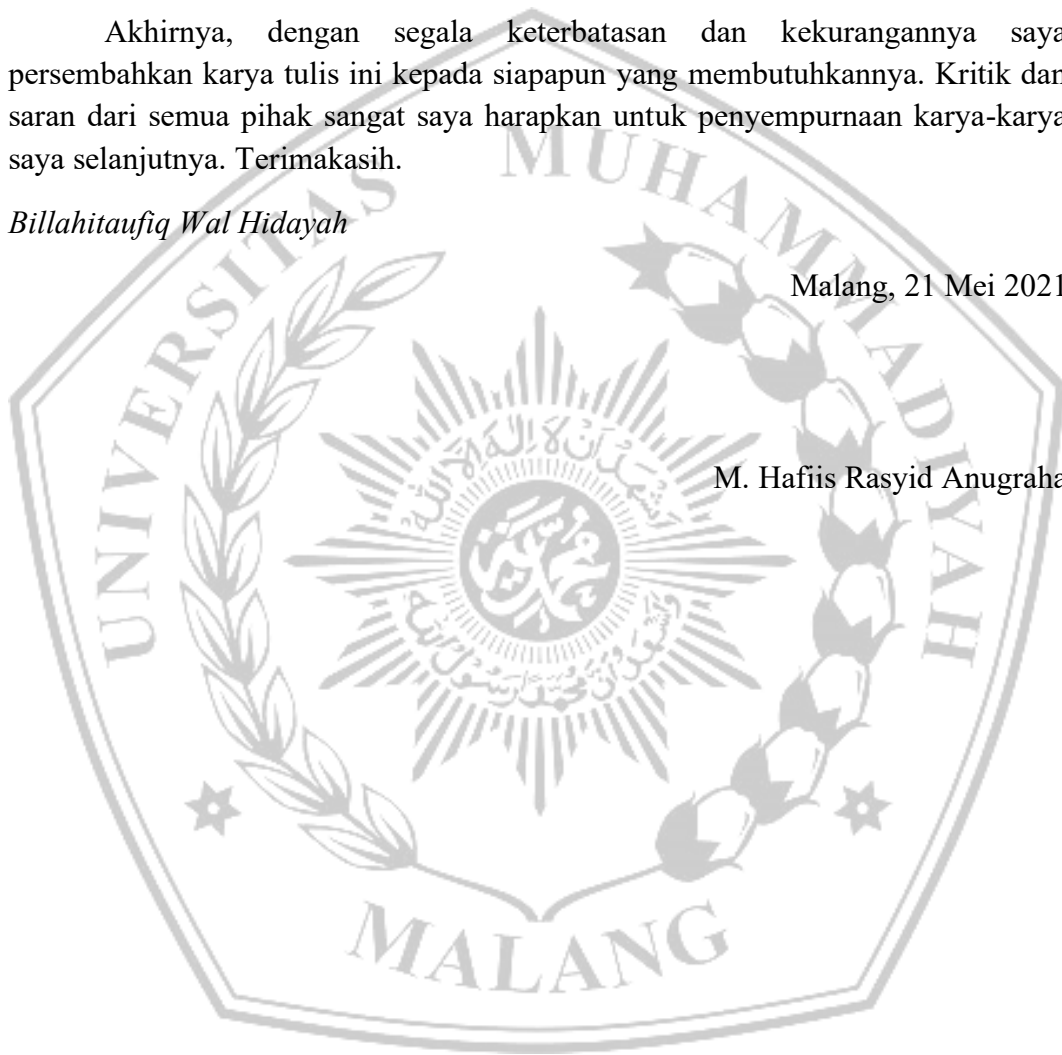 Akhirnya, dengan segala keterbatasan dan kekurangannya saya
persembahkan karya tulis ini kepada siapapun yang membutuhkannya. Kritik dan
saran dari semua pihak sangat saya harapkan untuk penyempurnaan karya-karya
saya selanjutnya. Terimakasih.
Billahitaufiq Wal Hidayah
Malang, 21 Mei 2021
M. Hafiis Rasyid Anugraha
UNIVERSITAS MUHAMMADIYAH
MALANG